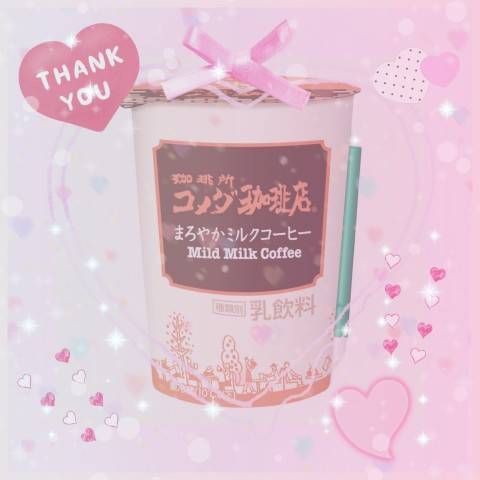 THANK
YOU
珈琲所
コメダ珈琲店
まろやかミルクコーヒー
Mild Milk Coffee
種類別 乳飲料